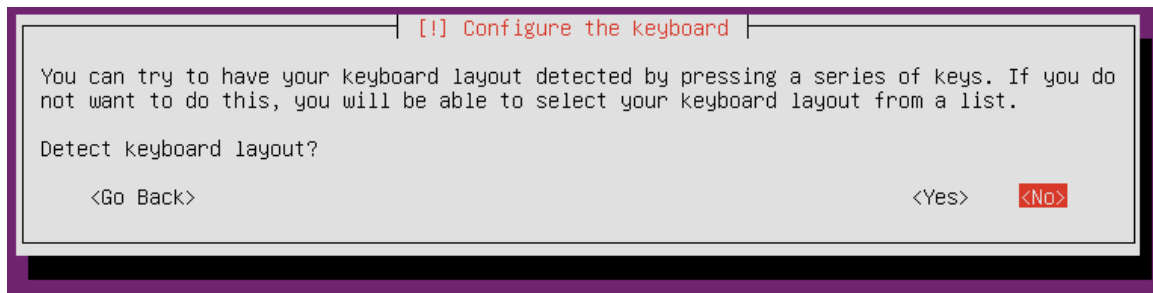 [!] Configure the keyboard
You can try to have your keyboard layout detected by pressing a series of keys. If you do
not want to do this, you will be able to select your keyboard layout from a list.
Detect keyboard layout?
<Go Back> <Yes> <No>